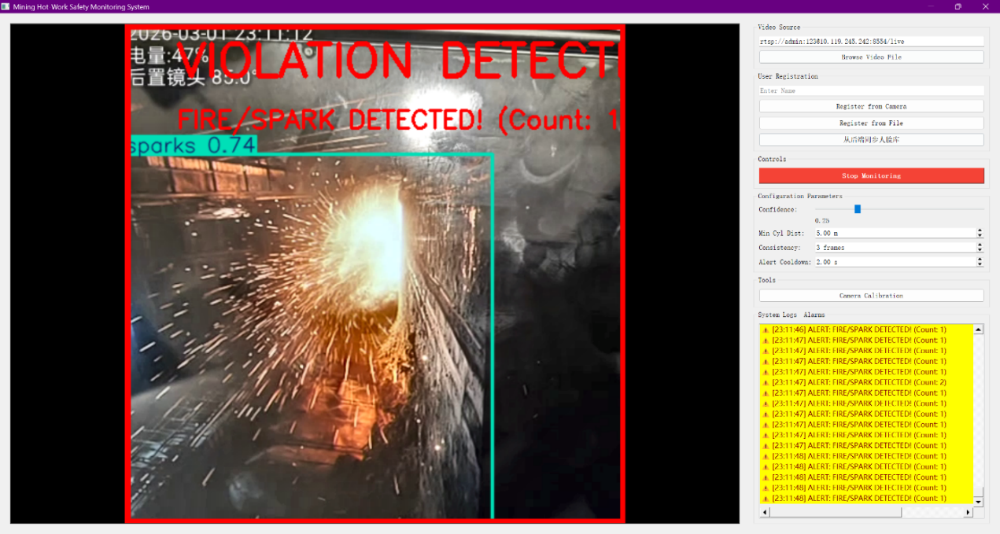 Mining Hot Work Safety Monitoring System
2026-03-01 23:11:12
电量:47%
后置镜头 85.0°
VIOLATION DETECT
FIRE/SPARK DETECTED! (Count: 1
sparks 0.74
Video Source
rtsp://admin:123@10.119.245.242:8554/live
Browse Video File
User Registration
Enter Name
Register from Camera
Register from File
从后端同步人脸库
Controls
Stop Monitoring
Configuration Parameters
Confidence:
0.25
Min Cyl Dist: 5.00 m
Consistency: 3 frames
Alert Cooldown: 2.00 s
Tools
Camera Calibration
System Logs Alarms
[23:11:46] ALERT: FIRE/SPARK DETECTED! (Count: 1)
[23:11:47] ALERT: FIRE/SPARK DETECTED! (Count: 1)
[23:11:47] ALERT: FIRE/SPARK DETECTED! (Count: 1)
[23:11:47] ALERT: FIRE/SPARK DETECTED! (Count: 1)
[23:11:47] ALERT: FIRE/SPARK DETECTED! (Count: 1)
[23:11:47] ALERT: FIRE/SPARK DETECTED! (Count: 2)
[23:11:47] ALERT: FIRE/SPARK DETECTED! (Count: 1)
[23:11:47] ALERT: FIRE/SPARK DETECTED! (Count: 1)
[23:11:47] ALERT: FIRE/SPARK DETECTED! (Count: 1)
[23:11:47] ALERT: FIRE/SPARK DETECTED! (Count: 1)
[23:11:47] ALERT: FIRE/SPARK DETECTED! (Count: 1)
[23:11:47] ALERT: FIRE/SPARK DETECTED! (Count: 1)
[23:11:48] ALERT: FIRE/SPARK DETECTED! (Count: 1)
[23:11:48] ALERT: FIRE/SPARK DETECTED! (Count: 1)
[23:11:48] ALERT: FIRE/SPARK DETECTED! (Count: 1)
[23:11:48] ALERT: FIRE/SPARK DETECTED! (Count: 1)
[23:11:48] ALERT: FIRE/SPARK DETECTED! (Count: 1)